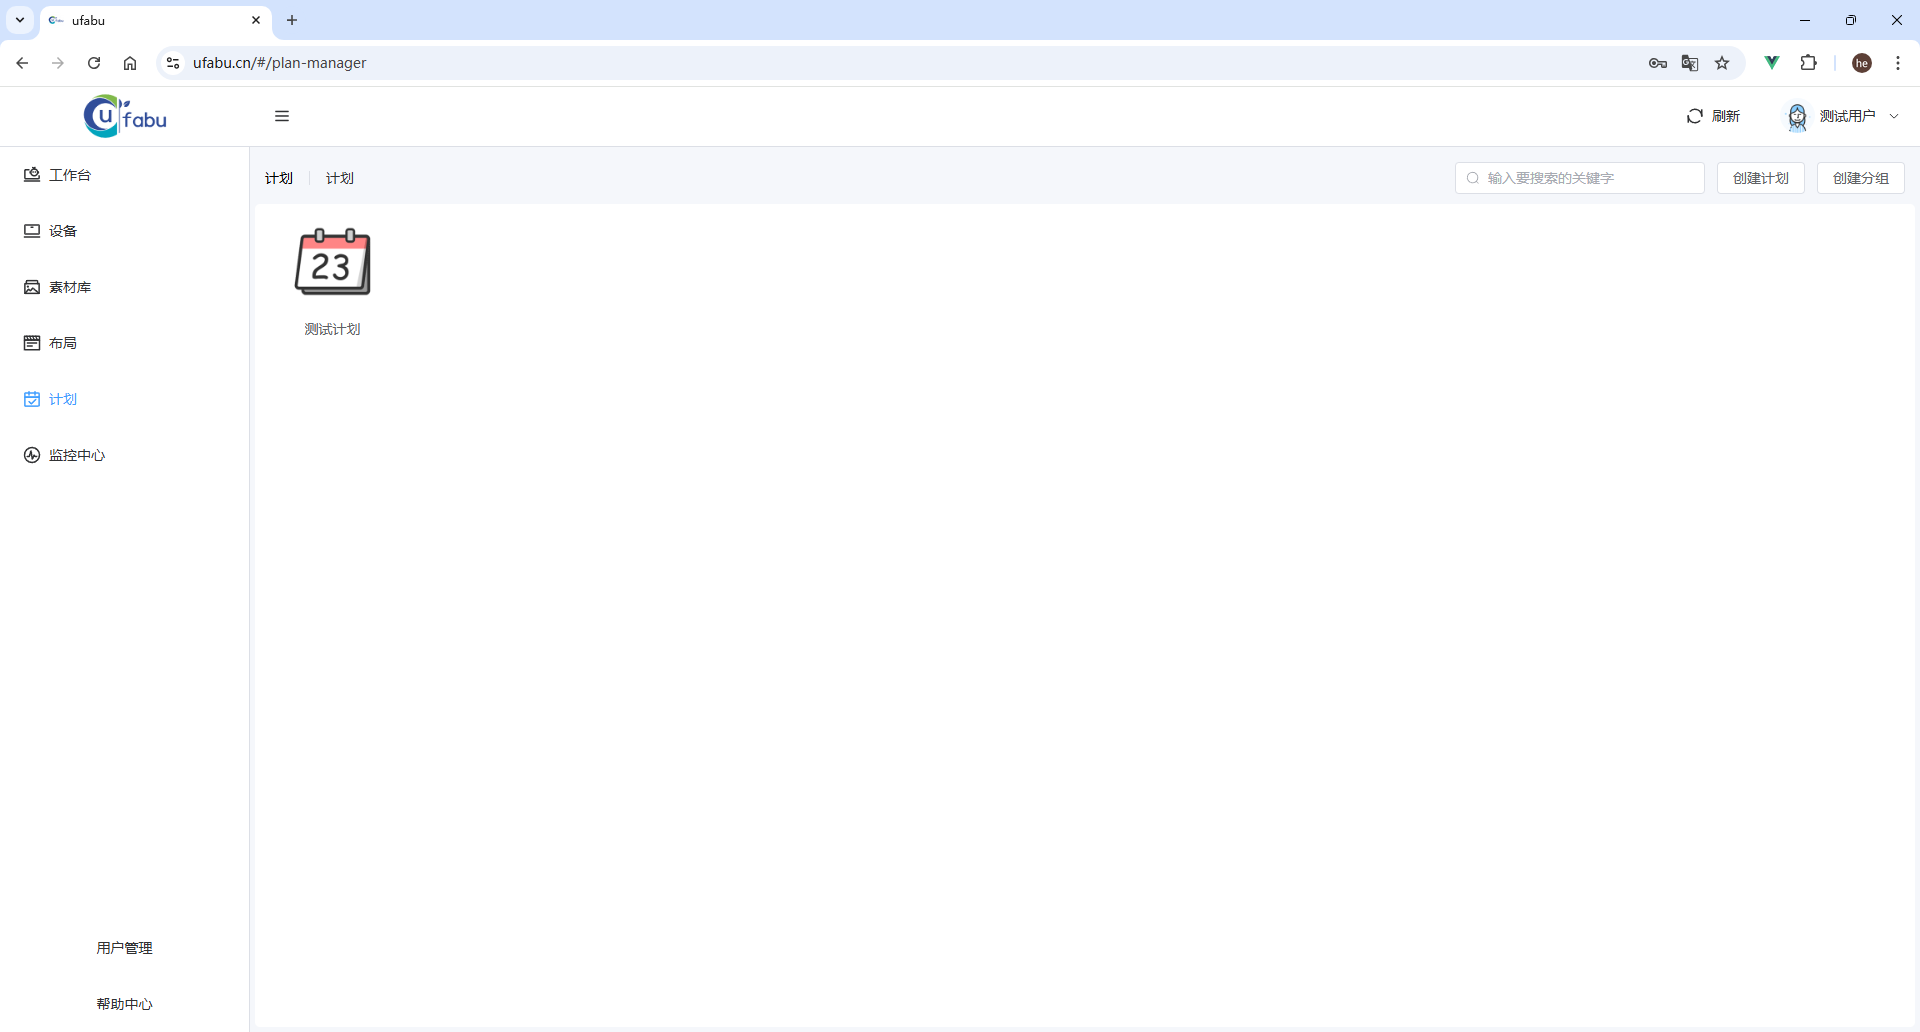 ufabu
ufabu.cn/#/plan-manager
he
ufabu
刷新
测试用户
工作台
设备
素材库
布局
计划
监控中心
用户管理
帮助中心
计划
计划
输入要搜索的关键字
创建计划
创建分组
23
测试计划